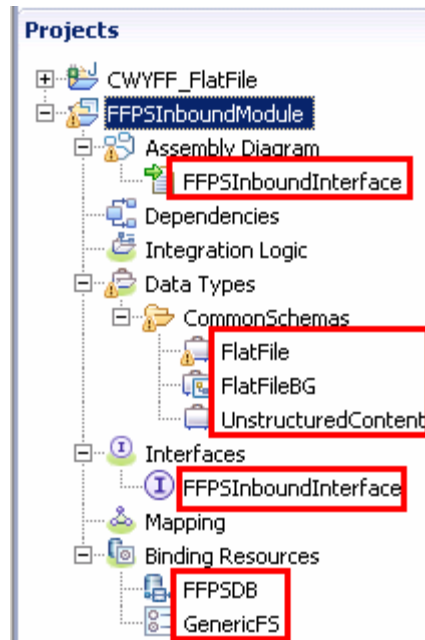 Projects
CWYFF_FlatFile
FFPSInboundModule
Assembly Diagram
FFPSInboundInterface
Dependencies
Integration Logic
Data Types
CommonSchemas
FlatFile
FlatFileBG
UnstructuredContent
Interfaces
FFPSInboundInterface
Mapping
Binding Resources
FFPSDB
GenericFS